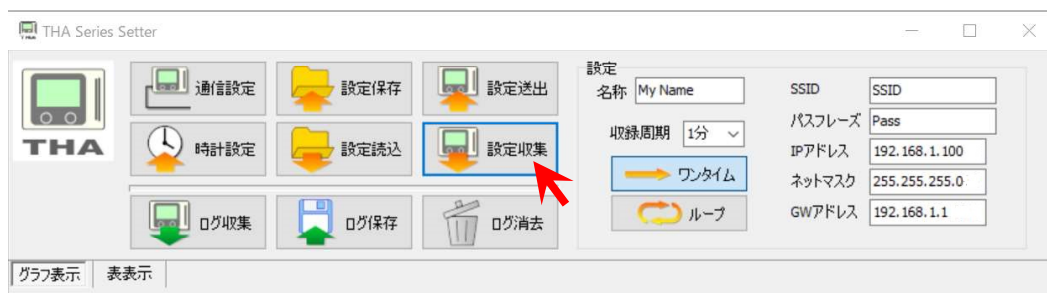 THA Series Setter
THA
通信設定
設定保存
設定送出
時計設定
設定読込
設定収集
ログ収集
ログ保存
ログ消去
設定
名称 My Name
収録周期 1分
ワンタイム
ループ
SSID SSID
パスフレーズ Pass
IPアドレス 192.168.1.100
ネットマスク 255.255.255.0
GWアドレス 192.168.1.1
グラフ表示 表表示